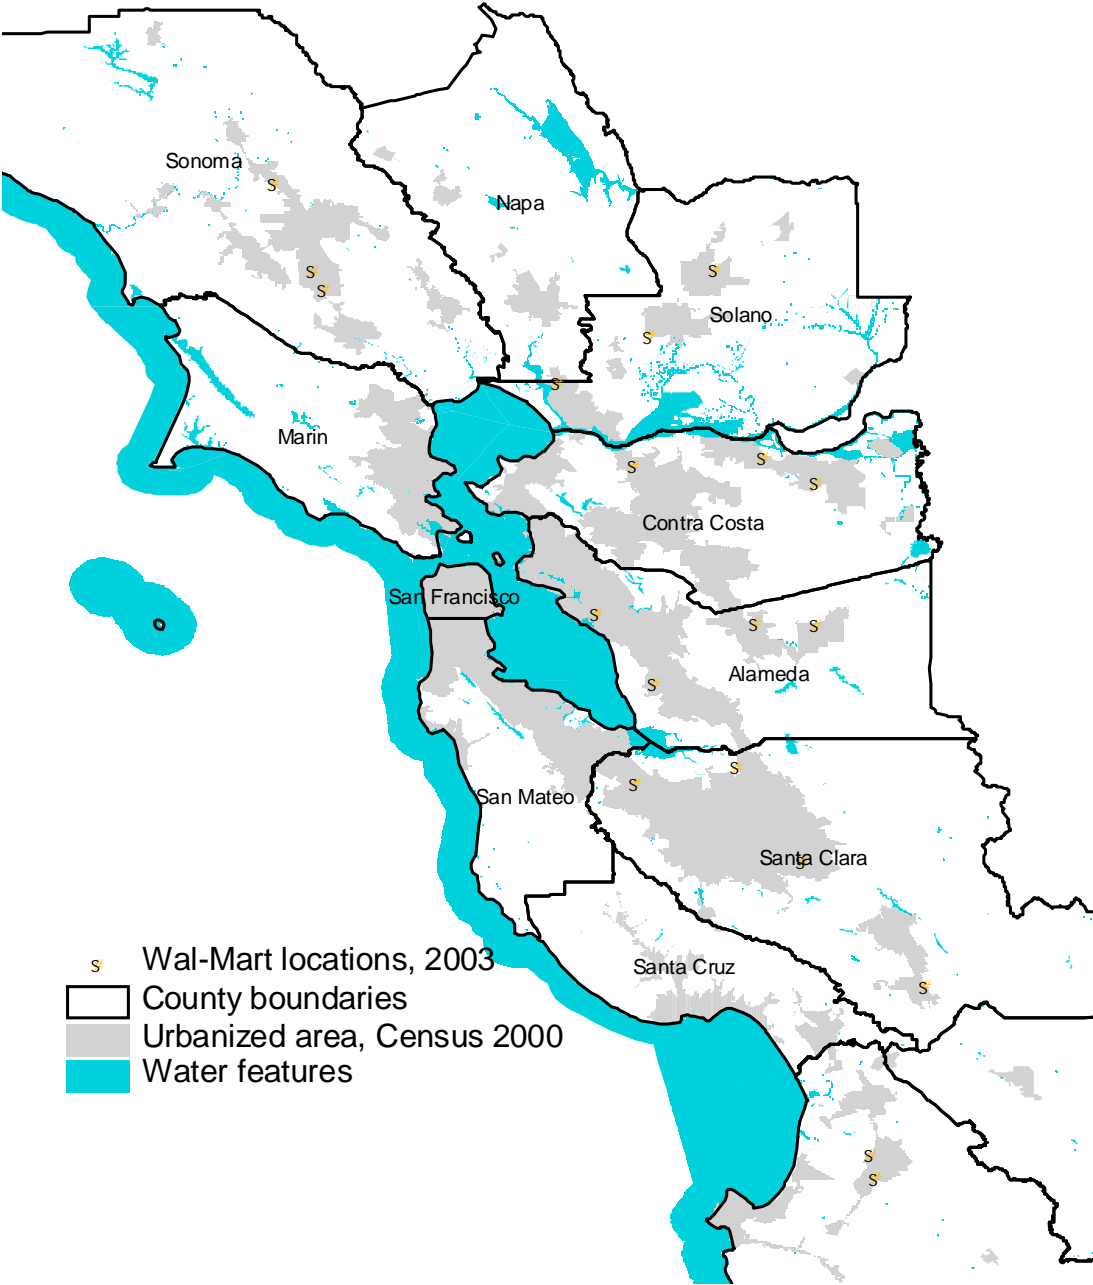 Sonoma
Napa
Solano
Marin
Contra Costa
San Francisco
Alameda
San Mateo
Santa Clara
Santa Cruz
S Wal-Mart locations, 2003
County boundaries
Urbanized area, Census 2000
Water features